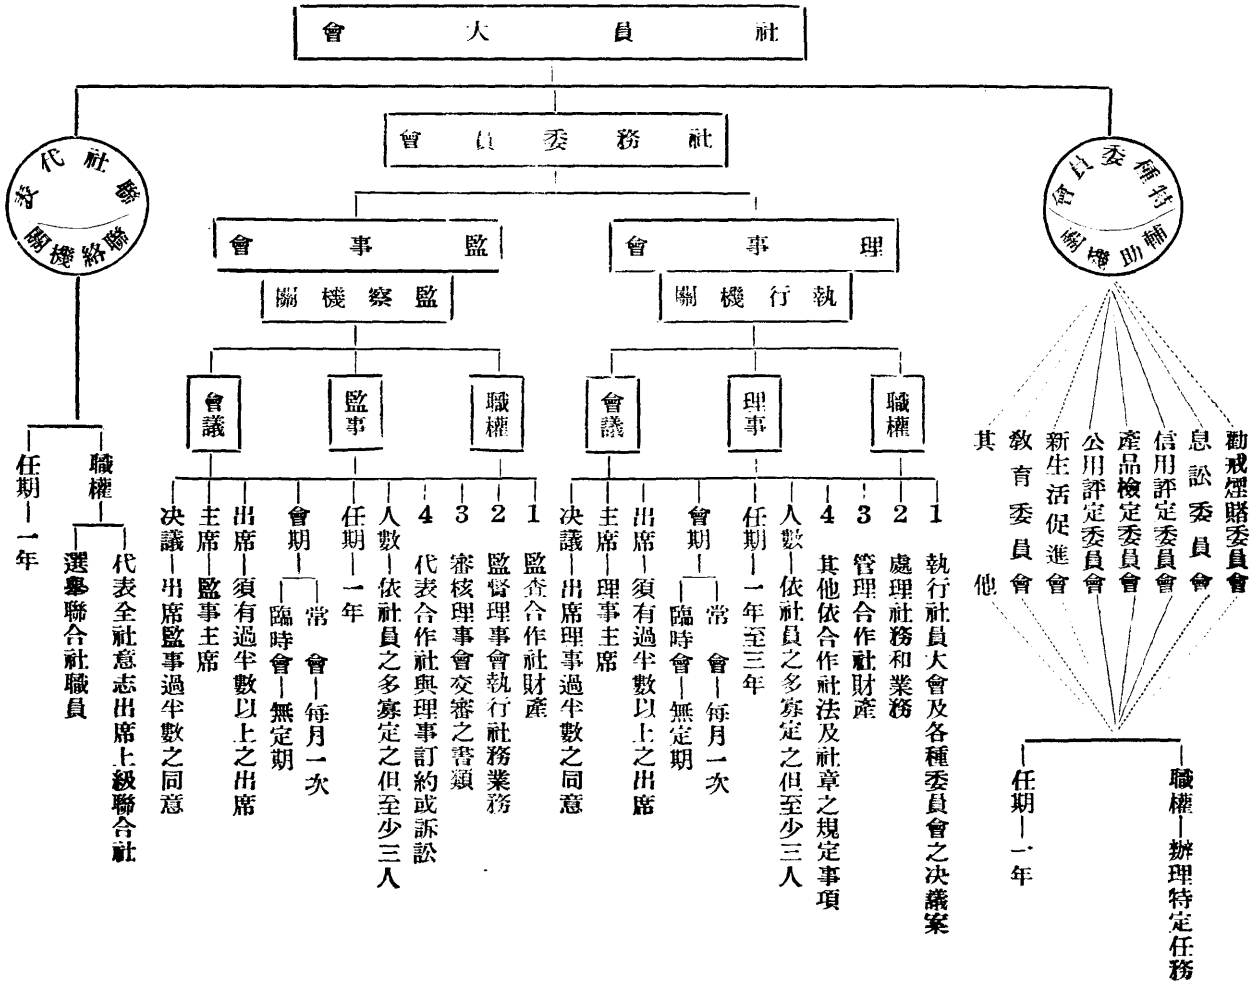 社員大會
社務委員會
特種委員會
輔助機關
勸戒煙賭委員會
息訟委員會
信用評定委員會
產品檢定委員會
公用評定委員會
新生活促進會
教育委員會
其他
職權—辦理特定任務
任期—一年
理事會
執行機關
職權
1 執行社員大會及各種委員會之決議案
2 處理社務和業務
3 管理合作社財產
4 其他依合作社法及社章之規定事項
理事
人數—依社員之多寡定之但至少三人
任期—一年至三年
會議
會期
常會—每月一次
臨時會—無定期
出席—須有過半數以上之出席
主席—理事主席
決議—出席理事過半數之同意
監事會
監察機關
職權
1 監查合作社財產
2 監督理事會執行社務業務
3 審核理事會交審之書類
4 代表合作社與理事訂約或訴訟
監事
人數—依社員之多寡定之但至少三人
任期—一年
會議
會期
常會—每月一次
臨時會—無定期
出席—須有過半數以上之出席
主席—監事主席
決議—出席監事過半數之同意
聯社代表
聯絡機關
職權
代表全社意志出席上級聯合社
選舉聯合社職員
任期—一年